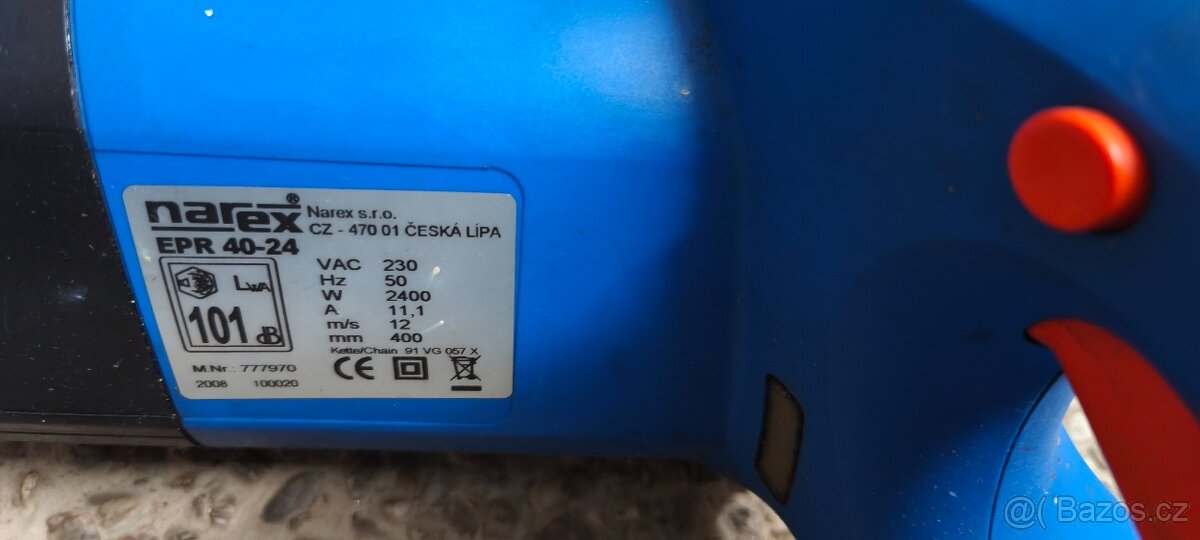 narex®
Narex s.r.o.
CZ - 470 01 ČESKÁ LÍPA
EPR 40-24
LWA
101 dB
VAC 230
Hz 50
W 2400
A 11,1
m/s 12
mm 400
Kette/Chain 91 VG 057 X
M.Nr.: 777970
2008 100020
CE
@( Bazoš.cz